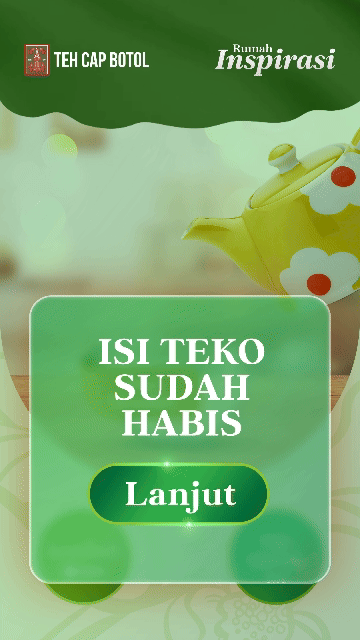 TEH CAP BOTOL
Rumah
Inspirasi
ISI TEKO
SUDAH
HABIS
Lanjut